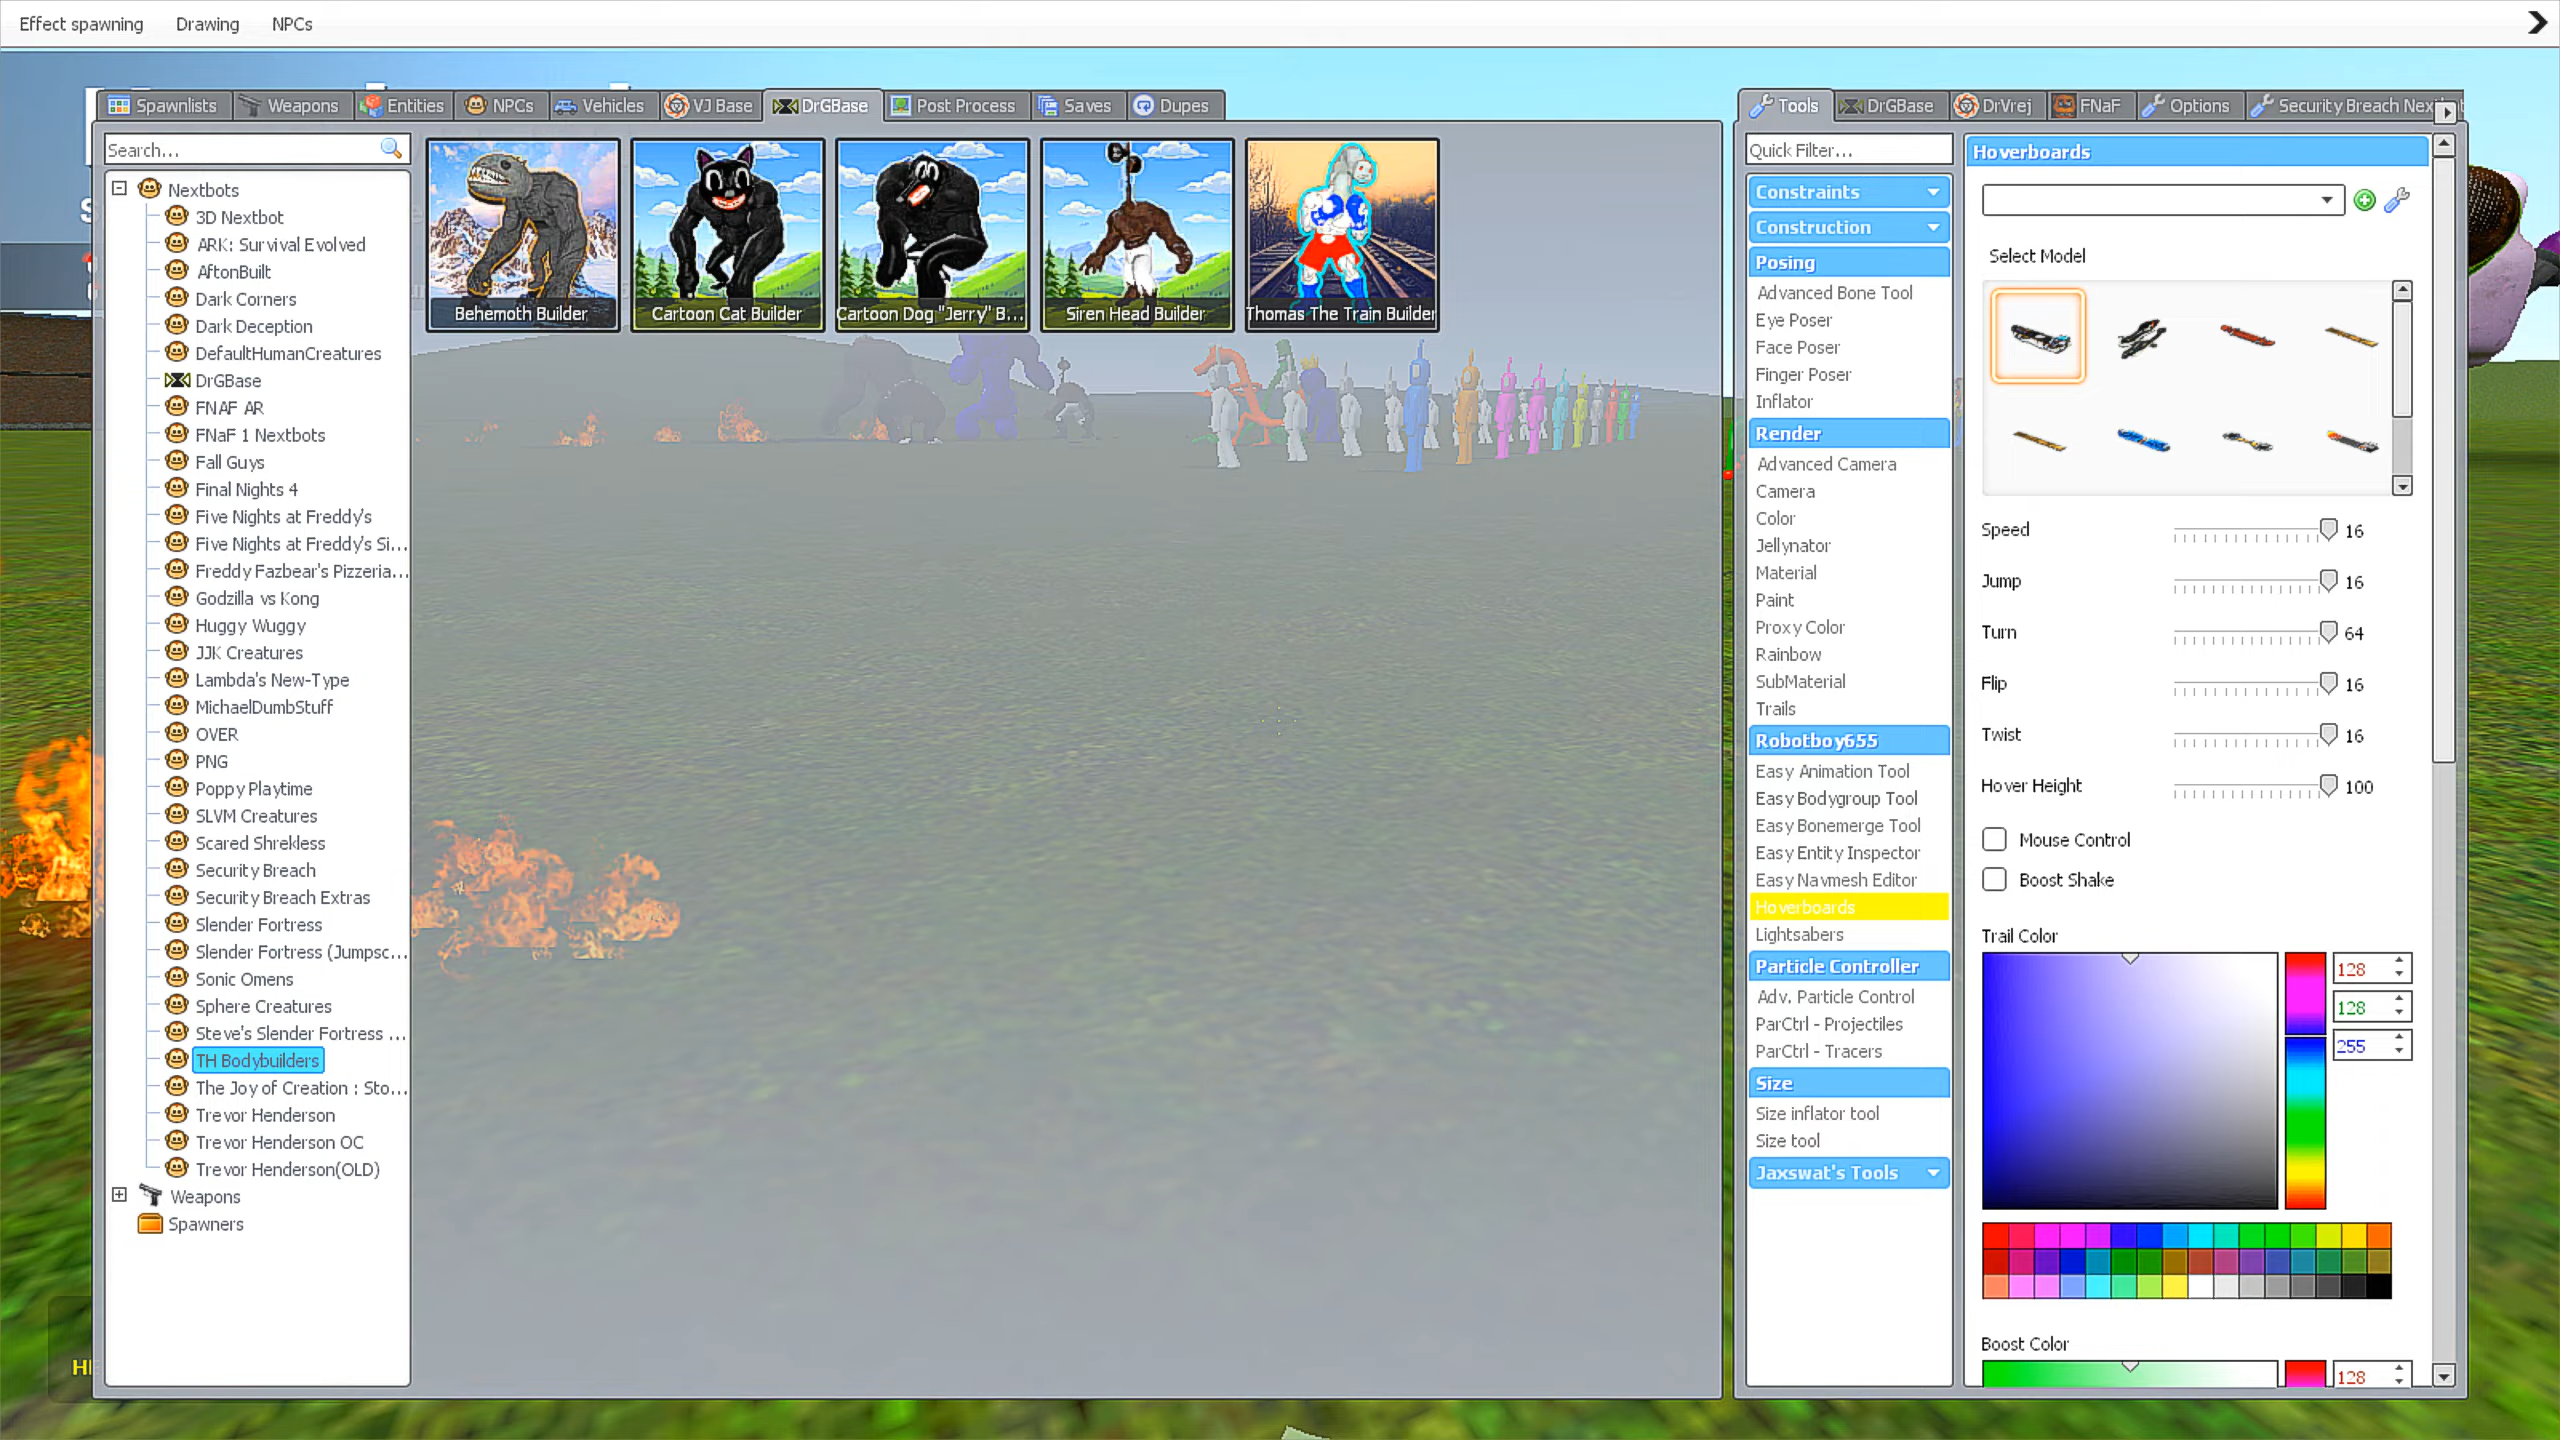 Effect spawning Drawing NPCs
Spawnlists Weapons Entities NPCs Vehicles VJ Base DrGBase Post Process Saves Dupes
Search...
Nextbots
3D Nextbot
ARK: Survival Evolved
AftonBuilt
Dark Corners
Dark Deception
DefaultHumanCreatures
DrGBase
FNAF AR
FNaF 1 Nextbots
Fall Guys
Final Nights 4
Five Nights at Freddy's
Five Nights at Freddy's Si...
Freddy Fazbear's Pizzeria...
Godzilla vs Kong
Huggy Wuggy
JJK Creatures
Lambda's New-Type
MichaelDumbStuff
OVER
PNG
Poppy Playtime
SLVM Creatures
Scared Shrekless
Security Breach
Security Breach Extras
Slender Fortress
Slender Fortress (Jumpsc...
Sonic Omens
Sphere Creatures
Steve's Slender Fortress ...
TH Bodybuilders
The Joy of Creation : Sto...
Trevor Henderson
Trevor Henderson OC
Trevor Henderson(OLD)
Weapons
Spawners
Behemoth Builder
Cartoon Cat Builder
Cartoon Dog "Jerry" B...
Siren Head Builder
Thomas The Train Builder
Tools DrGBase DrVrej FNaF Options Security Breach
Quick Filter...
Constraints
Construction
Posing
Advanced Bone Tool
Eye Poser
Face Poser
Finger Poser
Inflator
Render
Advanced Camera
Camera
Color
Jellynator
Material
Paint
Proxy Color
Rainbow
SubMaterial
Trails
Robotboy655
Easy Animation Tool
Easy Bodygroup Tool
Easy Bonemerge Tool
Easy Entity Inspector
Easy Navmesh Editor
Hoverboards
Lightsabers
Particle Controller
Adv. Particle Control
ParCtrl - Projectiles
ParCtrl - Tracers
Size
Size inflator tool
Size tool
Jaxswat's Tools
Hoverboards
Select Model
Speed 16
Jump 16
Turn 64
Flip 16
Twist 16
Hover Height 100
Mouse Control
Boost Shake
Trail Color
128
128
255
Boost Color
128